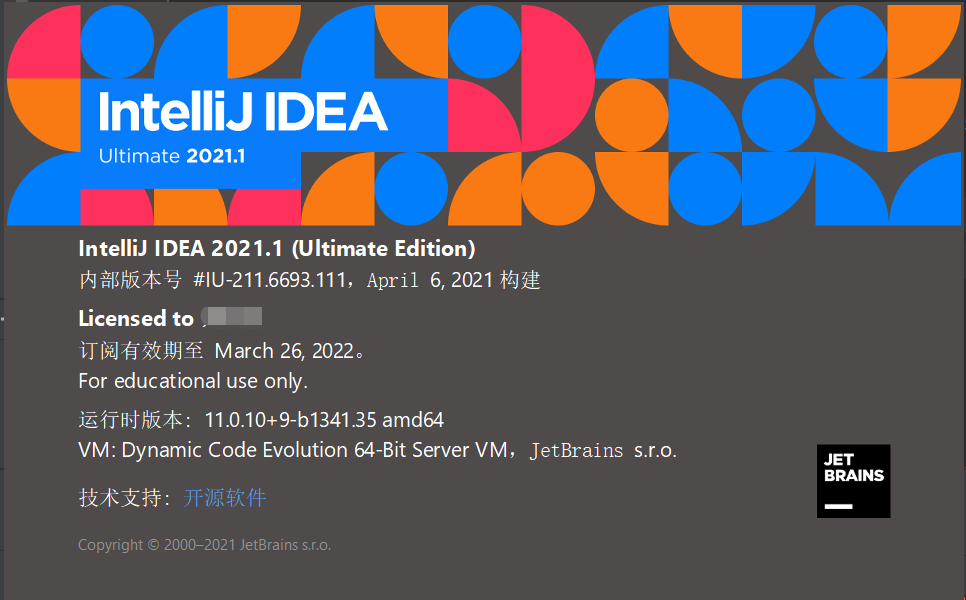 IntelliJ IDEA
Ultimate 2021.1
IntelliJ IDEA 2021.1 (Ultimate Edition)
内部版本号 #IU-211.6693.111，April 6, 2021 构建
Licensed to
订阅有效期至 March 26, 2022。
For educational use only.
运行时版本：11.0.10+9-b1341.35 amd64
VM: Dynamic Code Evolution 64-Bit Server VM，JetBrains s.r.o.
JET
BRAINS
技术支持：开源软件
Copyright © 2000–2021 JetBrains s.r.o.